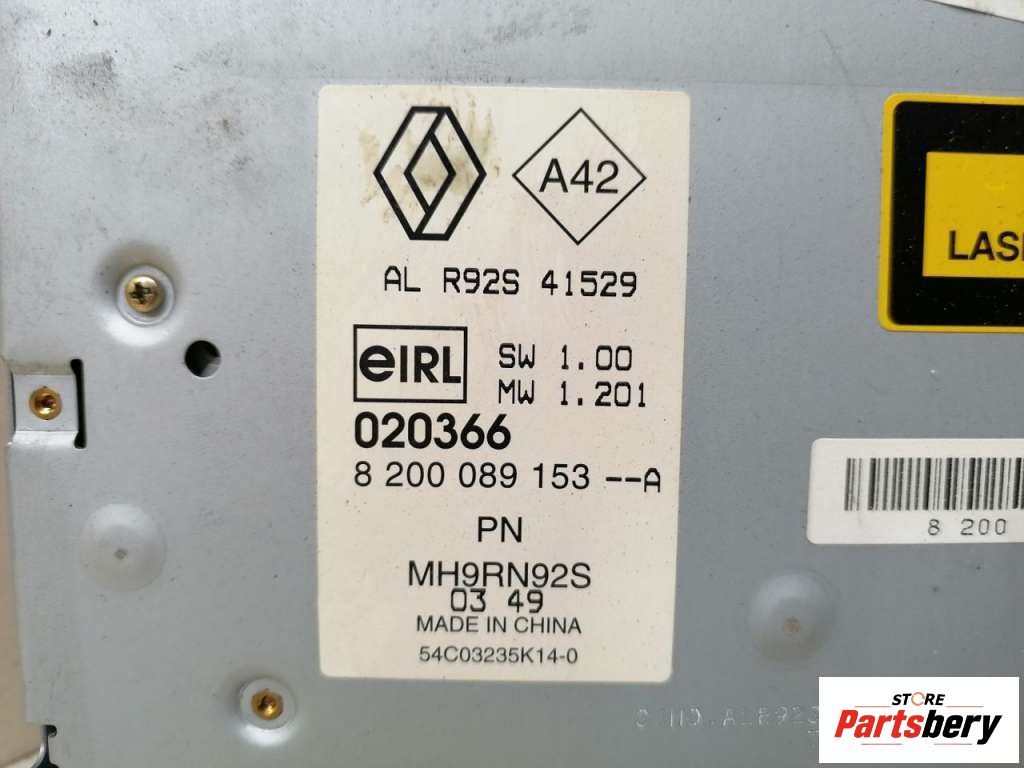 A42
AL R92S 41529
eIRL
SW 1.00
MW 1.201
020366
8 200 089 153 --A
PN
MH9RN92S
03 49
MADE IN CHINA
54C03235K14-0
8 200
STORE
Partsbery